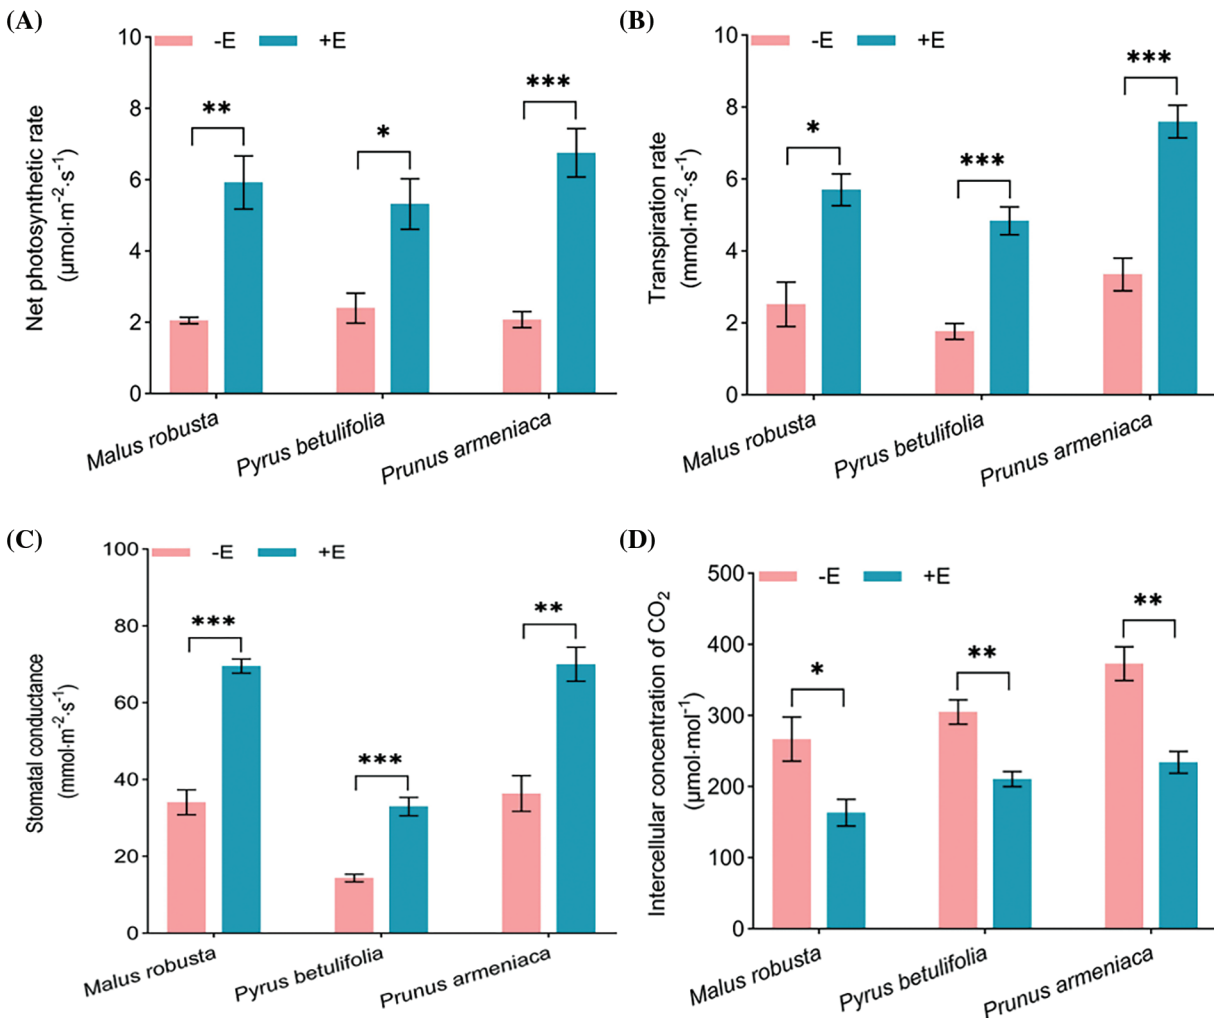 (A)
-E +E
**
*
***
10
8
6
4
2
0
Net photosynthetic rate
(μmol·m⁻²·s⁻¹)
Malus robusta
Pyrus betulifolia
Prunus armeniaca
(B)
-E +E
*
***
***
10
8
6
4
2
0
Transpiration rate
(mmol·m⁻²·s⁻¹)
Malus robusta
Pyrus betulifolia
Prunus armeniaca
(C)
-E +E
***
***
**
100
80
60
40
20
0
Stomatal conductance
(mmol·m⁻²·s⁻¹)
Malus robusta
Pyrus betulifolia
Prunus armeniaca
(D)
-E +E
*
**
**
500
400
300
200
100
0
Intercellular concentration of CO₂
(μmol·mol⁻¹)
Malus robusta
Pyrus betulifolia
Prunus armeniaca